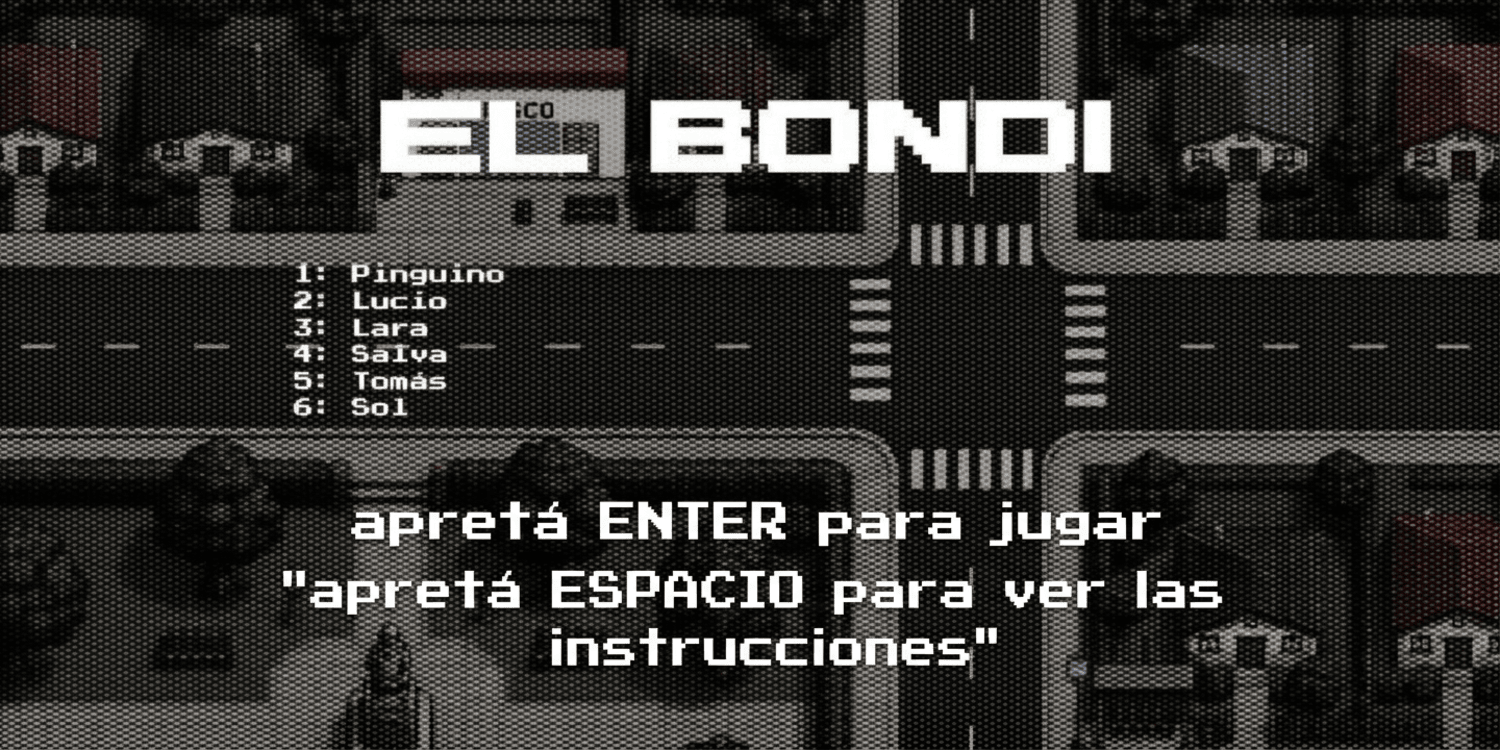 EL BONDI
1: Pinguino
2: Lucio
3: Lara
4: Salva
5: Tomás
6: Sol
apretá ENTER para jugar
"apretá ESPACIO para ver las
instrucciones"